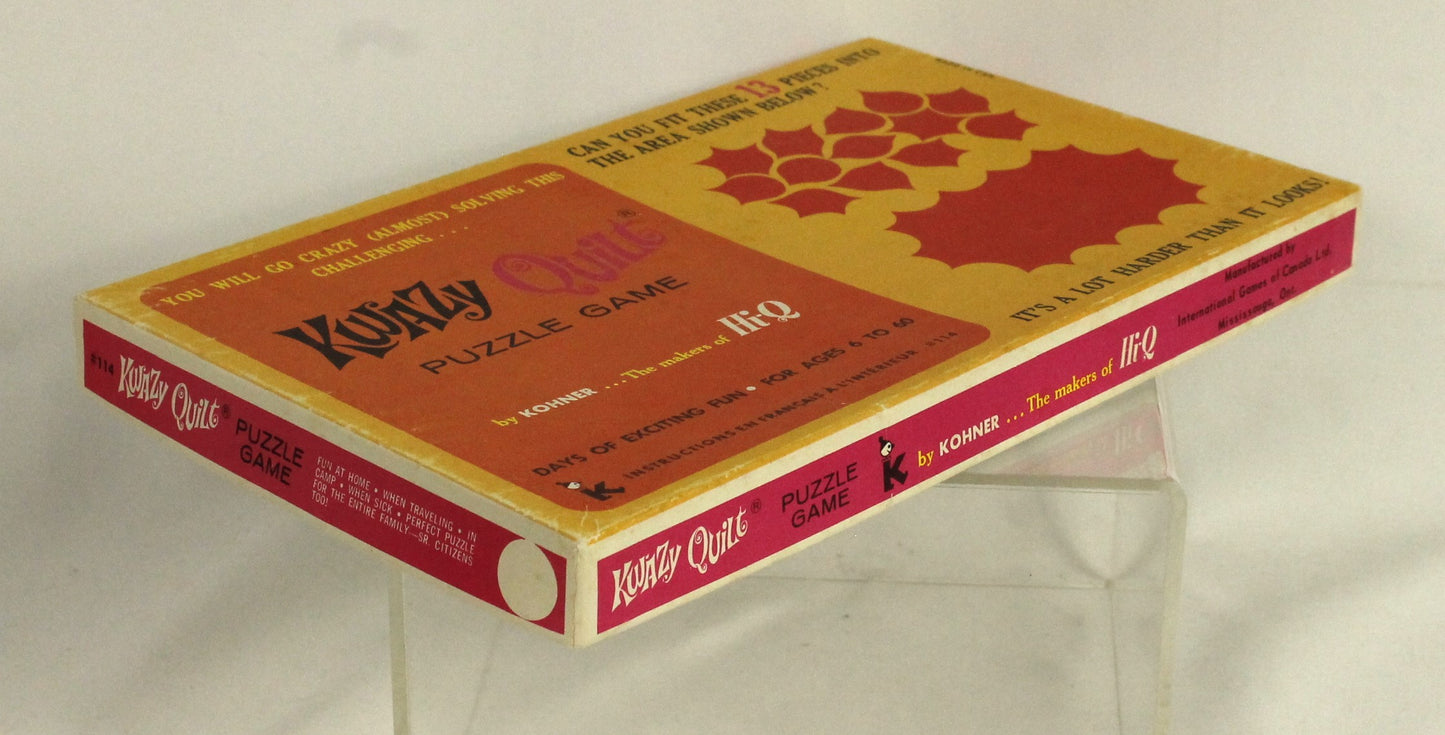 YOU WILL GO CRAZY (ALMOST) SOLVING THIS
CHALLENGING . . .
KWAZY QUILT®
PUZZLE GAME
by KOHNER ... The makers of Hi-Q
DAYS OF EXCITING FUN • FOR AGES 6 TO 60
K INSTRUCTIONS EN FRANÇAIS A L'INTÉRIEUR #114
CAN YOU FIT THESE 13 PIECES INTO
THE AREA SHOWN BELOW?
IT'S A LOT HARDER THAN IT LOOKS!
#114 KWAZY QUILT® PUZZLE
GAME
FUN AT HOME • WHEN TRAVELING • IN
CAMP • WHEN SICK • PERFECT PUZZLE
FOR THE ENTIRE FAMILY—SR. CITIZENS
TOO!
KWAZY QUILT® PUZZLE
GAME
K by KOHNER ... The makers of Hi-Q
Manufactured by
International Games of Canada Ltd.
Mississauga, Ont.